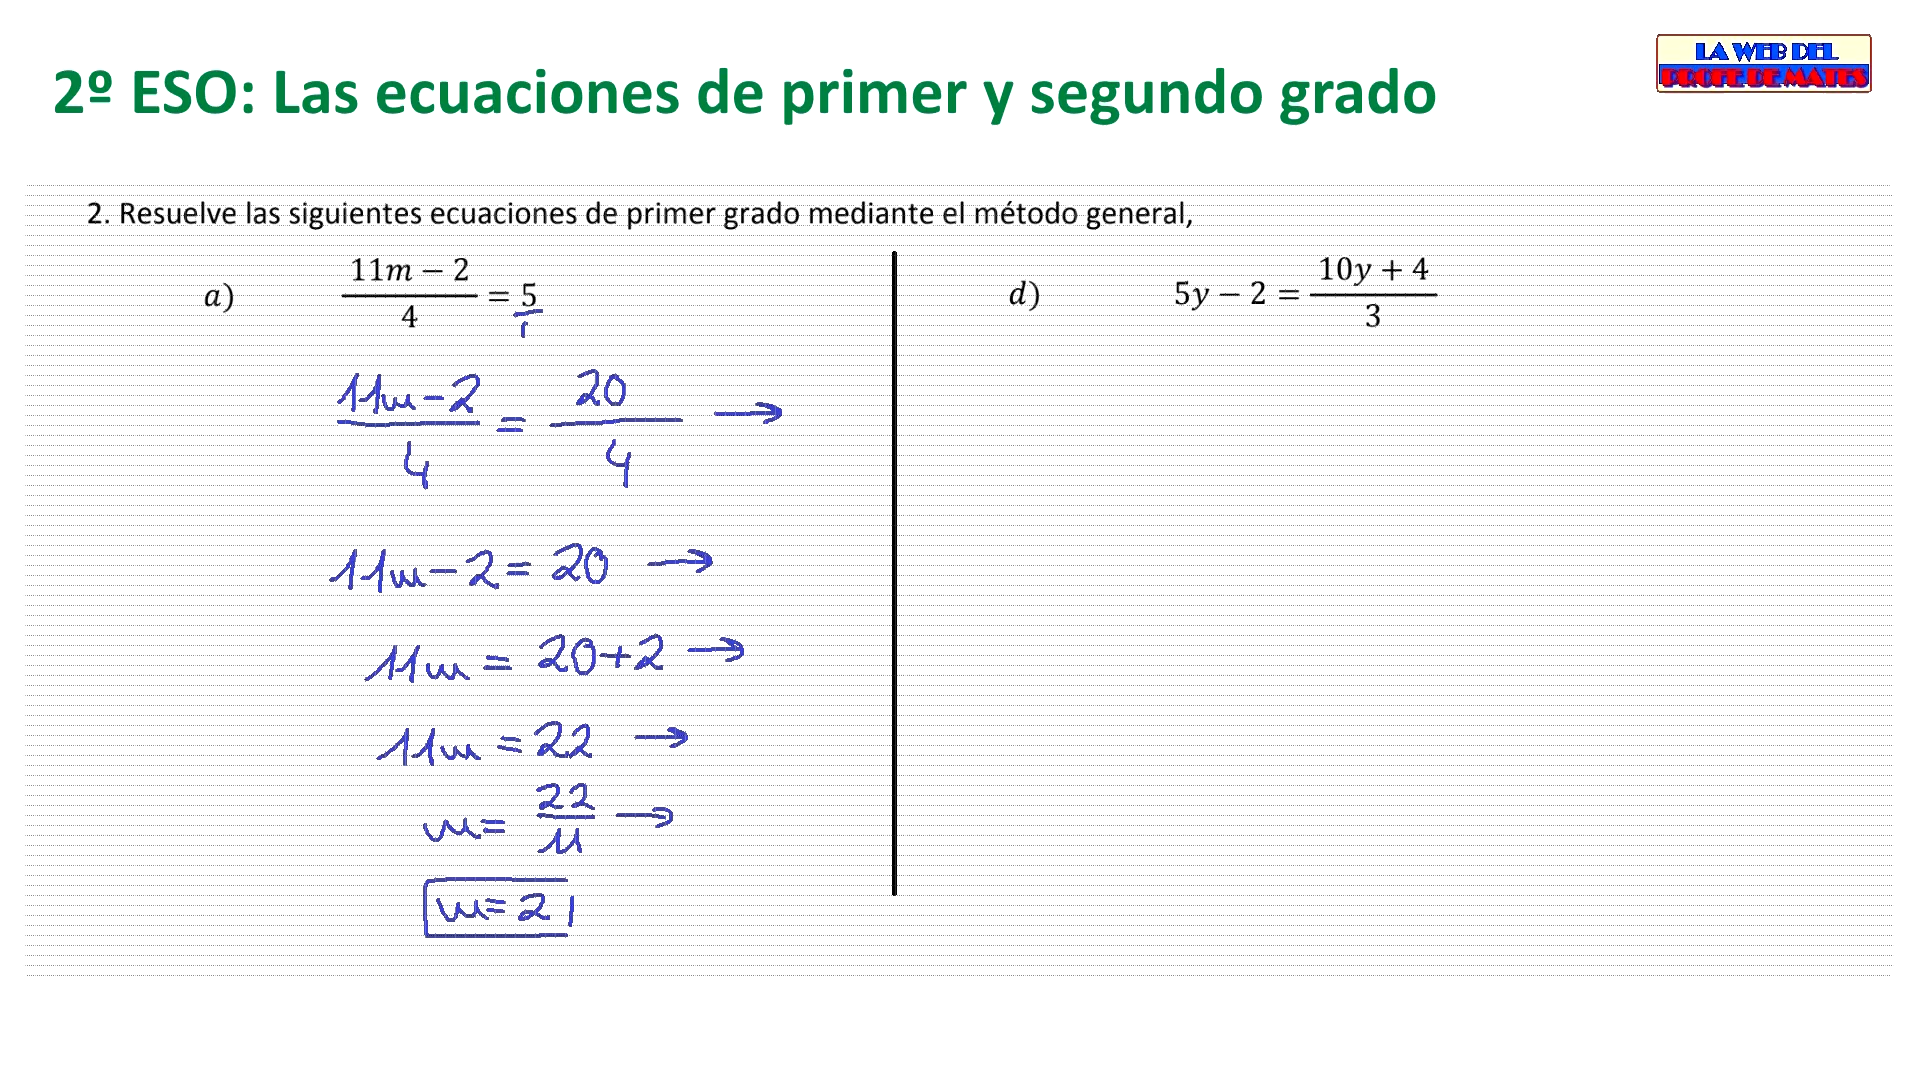 2º ESO: Las ecuaciones de primer y segundo grado
LA WEB DEL
PROFE DE MATES
2. Resuelve las siguientes ecuaciones de primer grado mediante el método general,
a) (11m − 2)/4 = 5/1
(11m − 2)/4 = 20/4 →
11m − 2 = 20 →
11m = 20 + 2 →
11m = 22 →
m = 22/11 →
m = 2
d) 5y − 2 = (10y + 4)/3